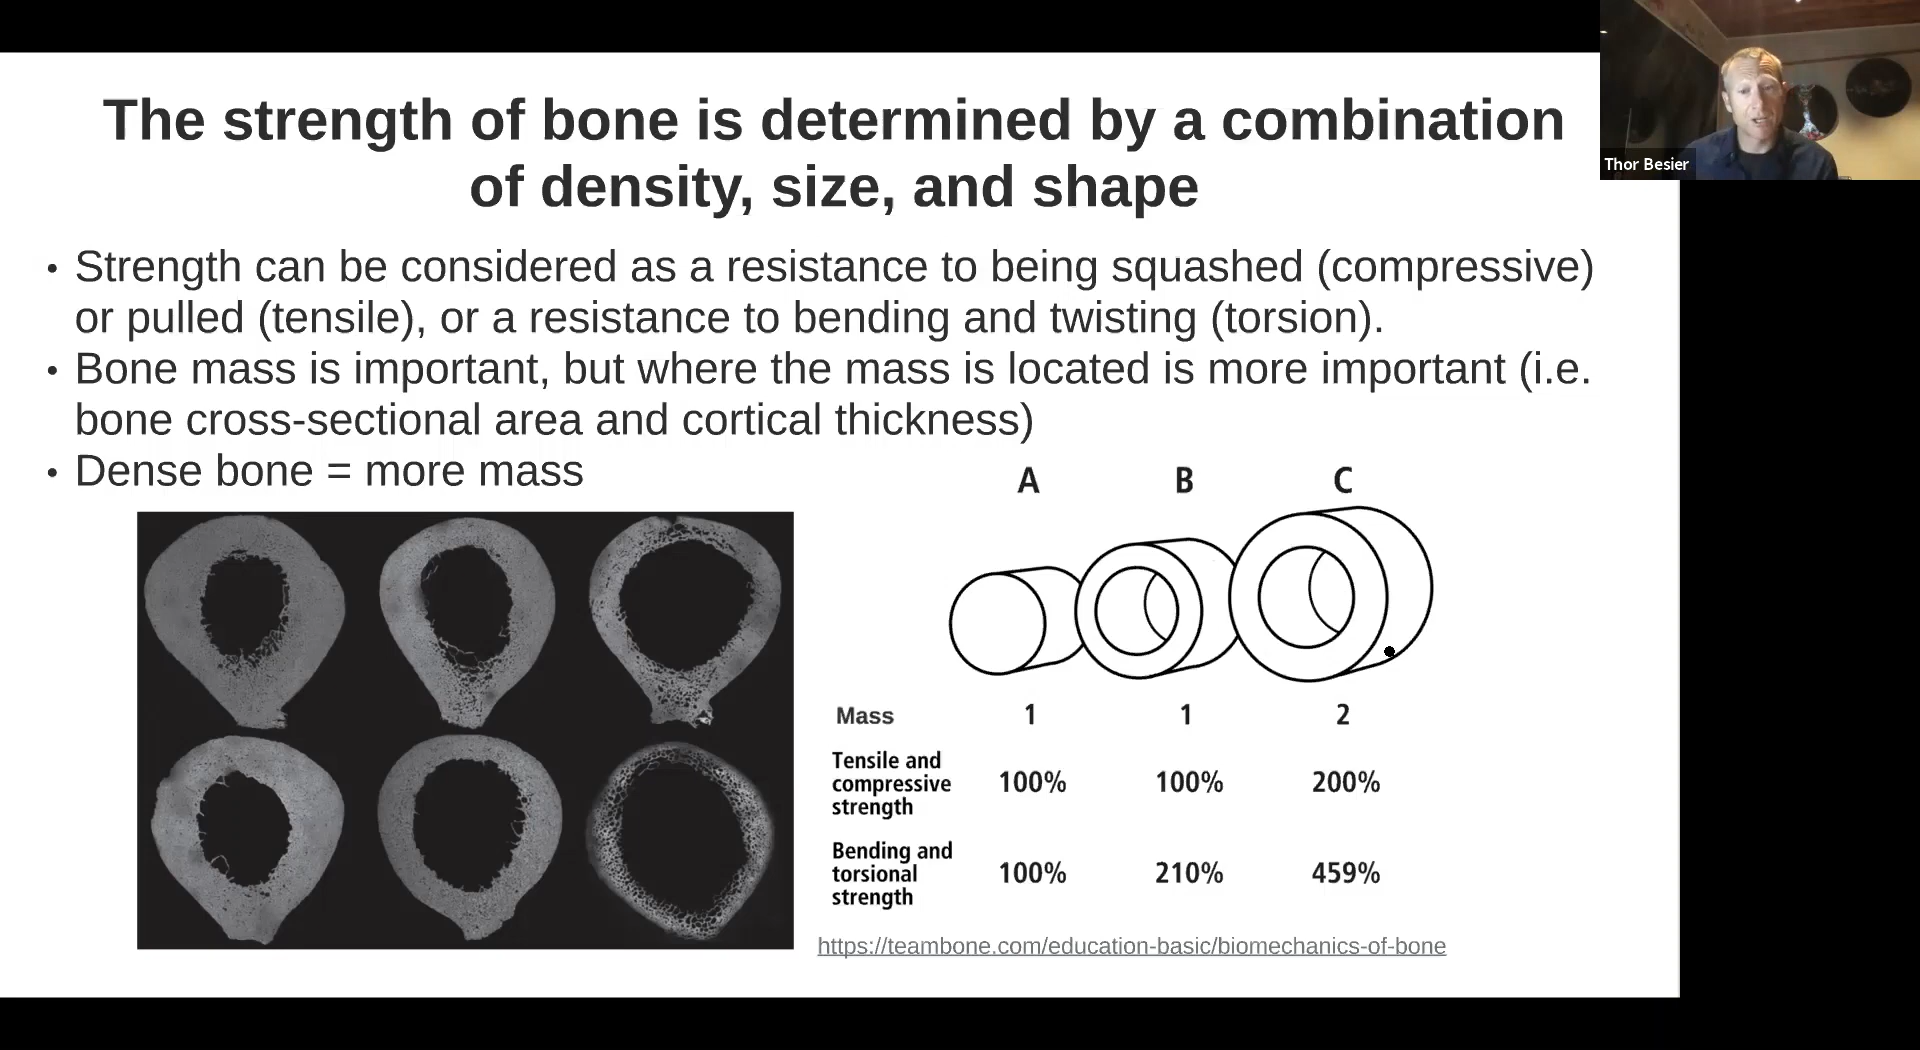 The strength of bone is determined by a combination
of density, size, and shape
Thor Besier
• Strength can be considered as a resistance to being squashed (compressive)
or pulled (tensile), or a resistance to bending and twisting (torsion).
• Bone mass is important, but where the mass is located is more important (i.e.
bone cross-sectional area and cortical thickness)
• Dense bone = more mass
A B C
Mass 1 1 2
Tensile and
compressive 100% 100% 200%
strength
Bending and
torsional 100% 210% 459%
strength
https://teambone.com/education-basic/biomechanics-of-bone